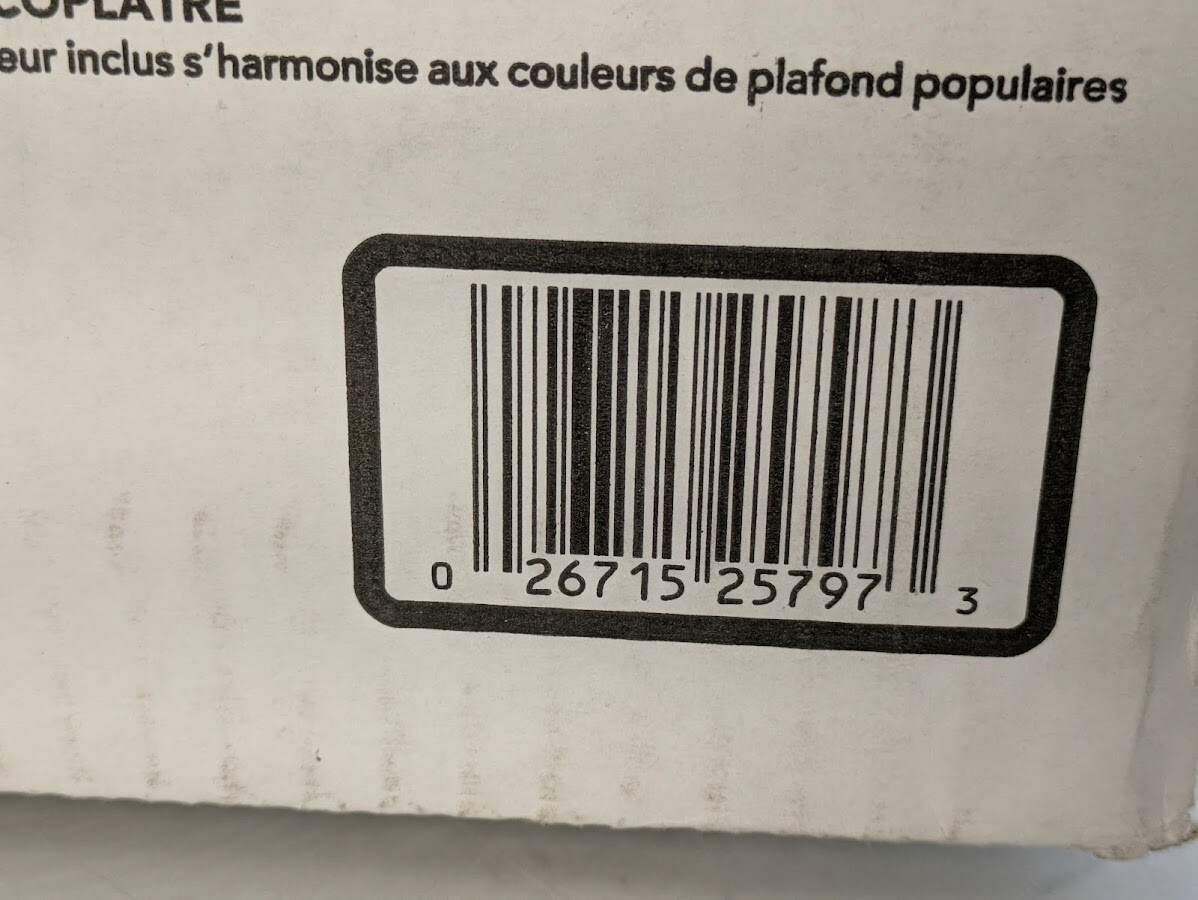 COPLATRE
eur inclus s'harmonise aux couleurs de plafond populaires
0 26715 25797 3